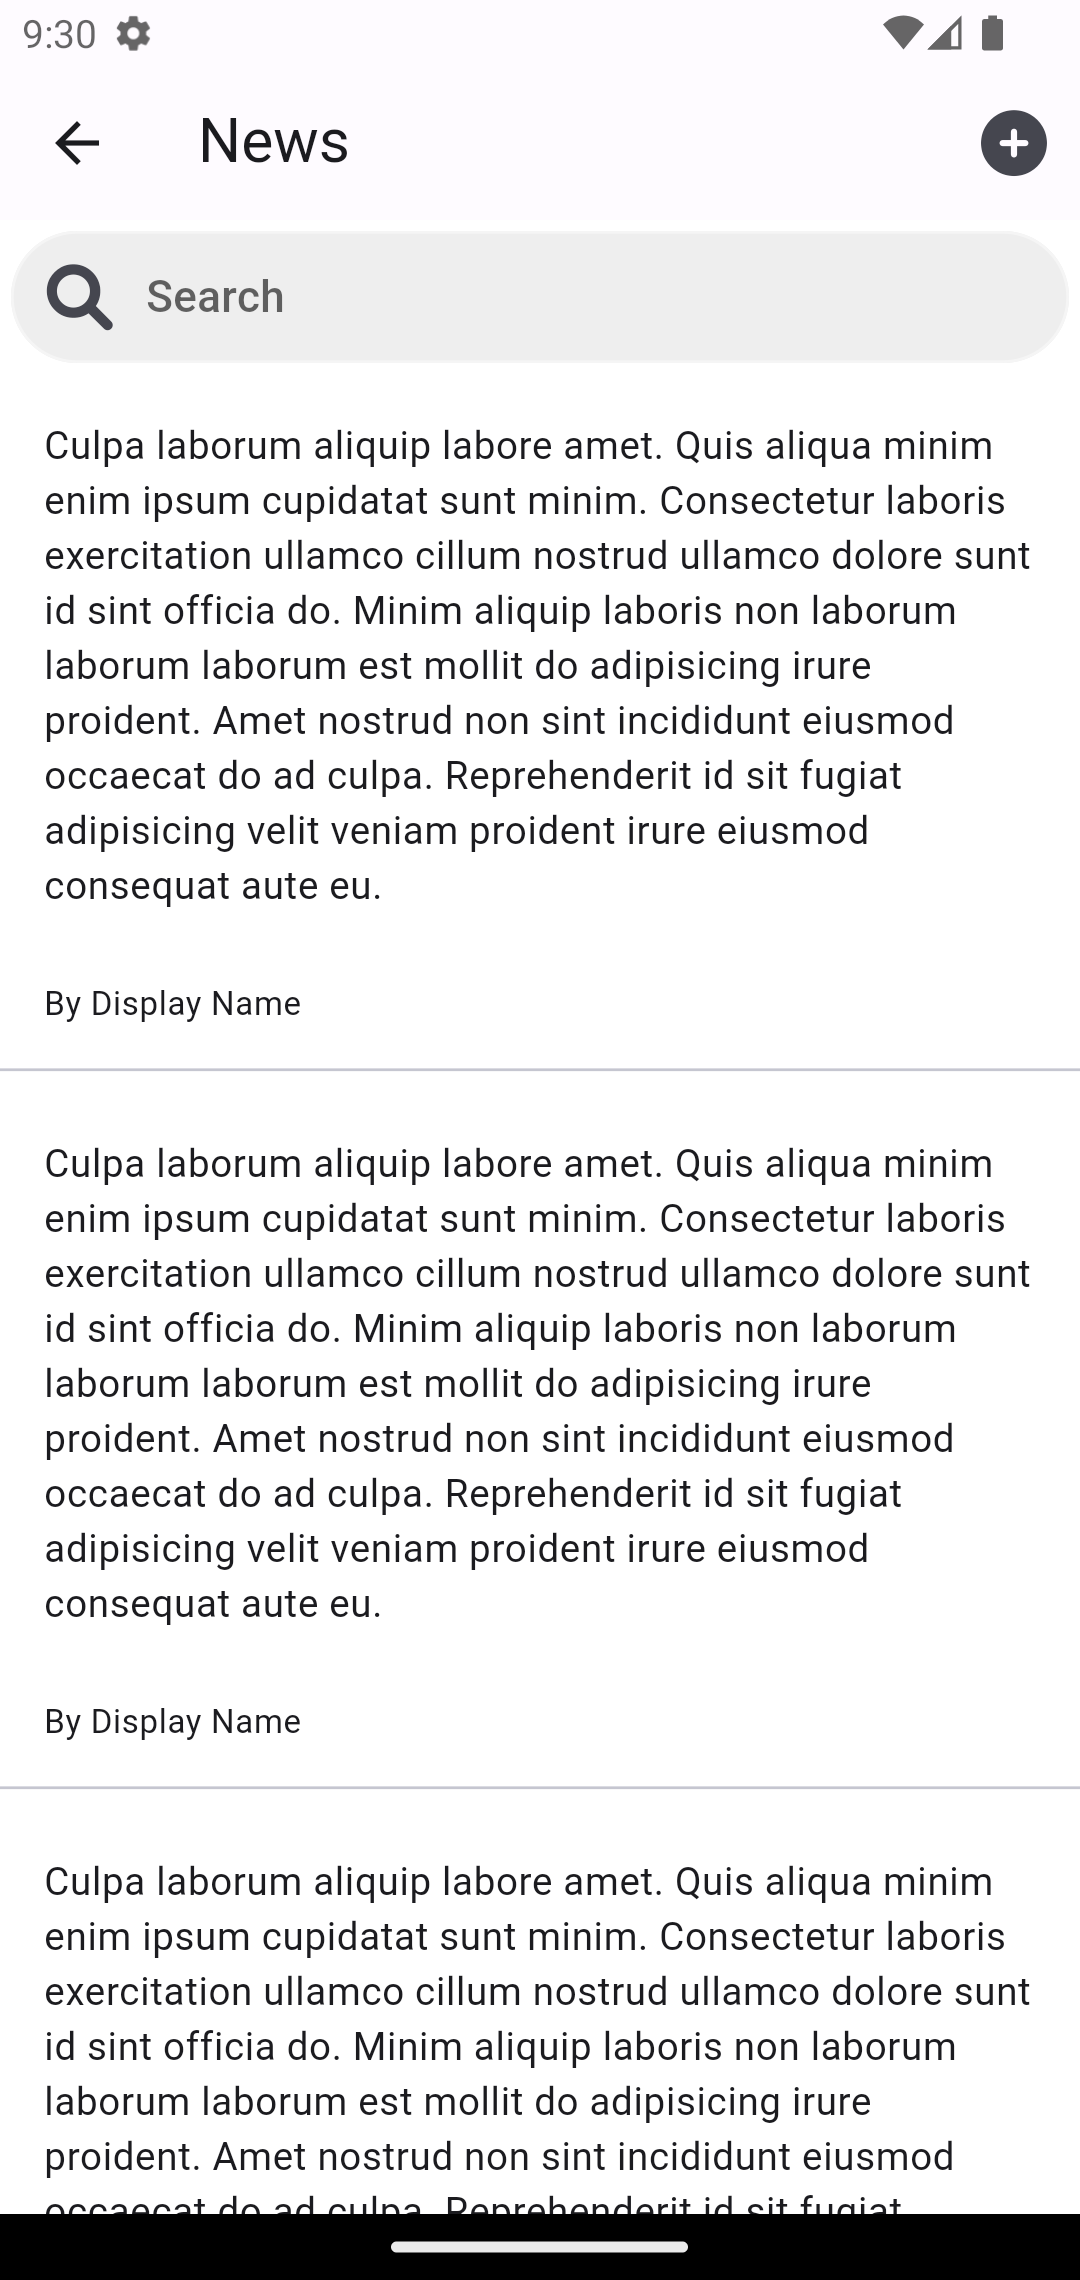 9:30
News
Search
Culpa laborum aliquip labore amet. Quis aliqua minim
enim ipsum cupidatat sunt minim. Consectetur laboris
exercitation ullamco cillum nostrud ullamco dolore sunt
id sint officia do. Minim aliquip laboris non laborum
laborum laborum est mollit do adipisicing irure
proident. Amet nostrud non sint incididunt eiusmod
occaecat do ad culpa. Reprehenderit id sit fugiat
adipisicing velit veniam proident irure eiusmod
consequat aute eu.
By Display Name
Culpa laborum aliquip labore amet. Quis aliqua minim
enim ipsum cupidatat sunt minim. Consectetur laboris
exercitation ullamco cillum nostrud ullamco dolore sunt
id sint officia do. Minim aliquip laboris non laborum
laborum laborum est mollit do adipisicing irure
proident. Amet nostrud non sint incididunt eiusmod
occaecat do ad culpa. Reprehenderit id sit fugiat
adipisicing velit veniam proident irure eiusmod
consequat aute eu.
By Display Name
Culpa laborum aliquip labore amet. Quis aliqua minim
enim ipsum cupidatat sunt minim. Consectetur laboris
exercitation ullamco cillum nostrud ullamco dolore sunt
id sint officia do. Minim aliquip laboris non laborum
laborum laborum est mollit do adipisicing irure
proident. Amet nostrud non sint incididunt eiusmod
occaecat do ad culpa. Reprehenderit id sit fugiat